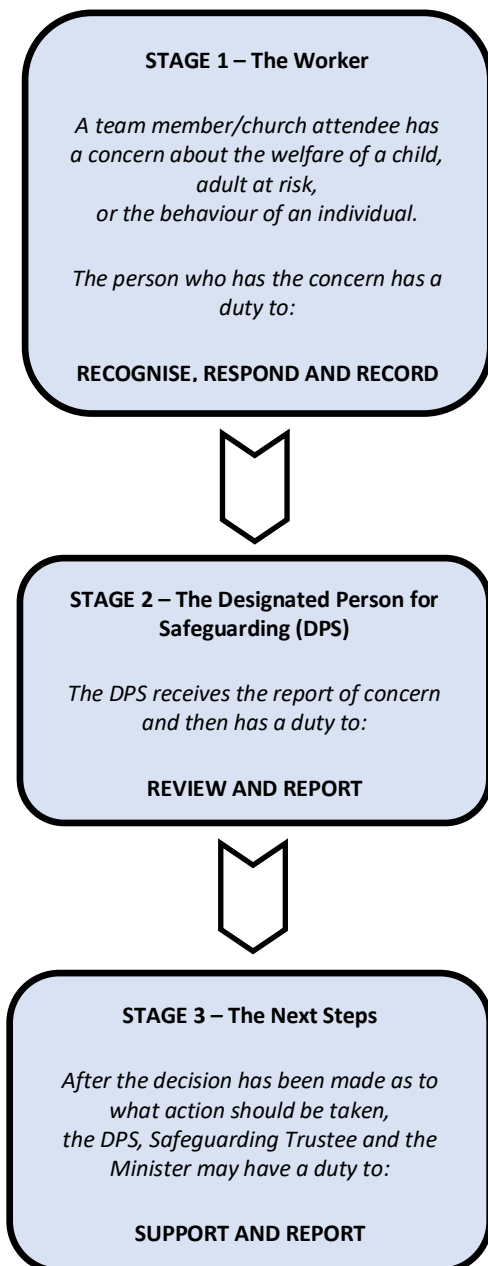 STAGE 1 – The Worker
A team member/church attendee has
a concern about the welfare of a child,
adult at risk,
or the behaviour of an individual.
The person who has the concern has a
duty to:
RECOGNISE, RESPOND AND RECORD
STAGE 2 – The Designated Person for
Safeguarding (DPS)
The DPS receives the report of concern
and then has a duty to:
REVIEW AND REPORT
STAGE 3 – The Next Steps
After the decision has been made as to
what action should be taken,
the DPS, Safeguarding Trustee and the
Minister may have a duty to:
SUPPORT AND REPORT